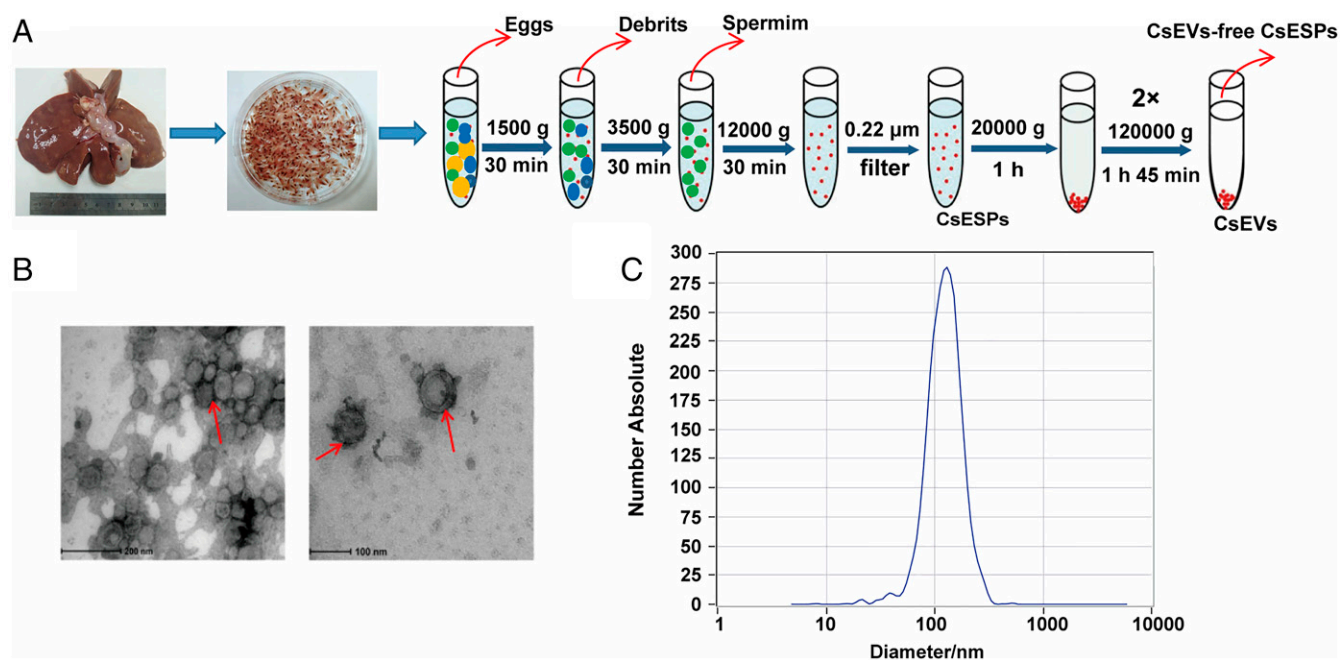 A
Eggs
Debrits
Spermim
CsEVs-free CsESPs
1500 g
30 min
3500 g
30 min
12000 g
30 min
0.22 μm
filter
20000 g
1 h
2×
120000 g
1 h 45 min
CsESPs
CsEVs
B
200 nm
100 nm
C
Number Absolute
300
275
250
225
200
175
150
125
100
75
50
25
0
1
10
100
1000
10000
Diameter/nm